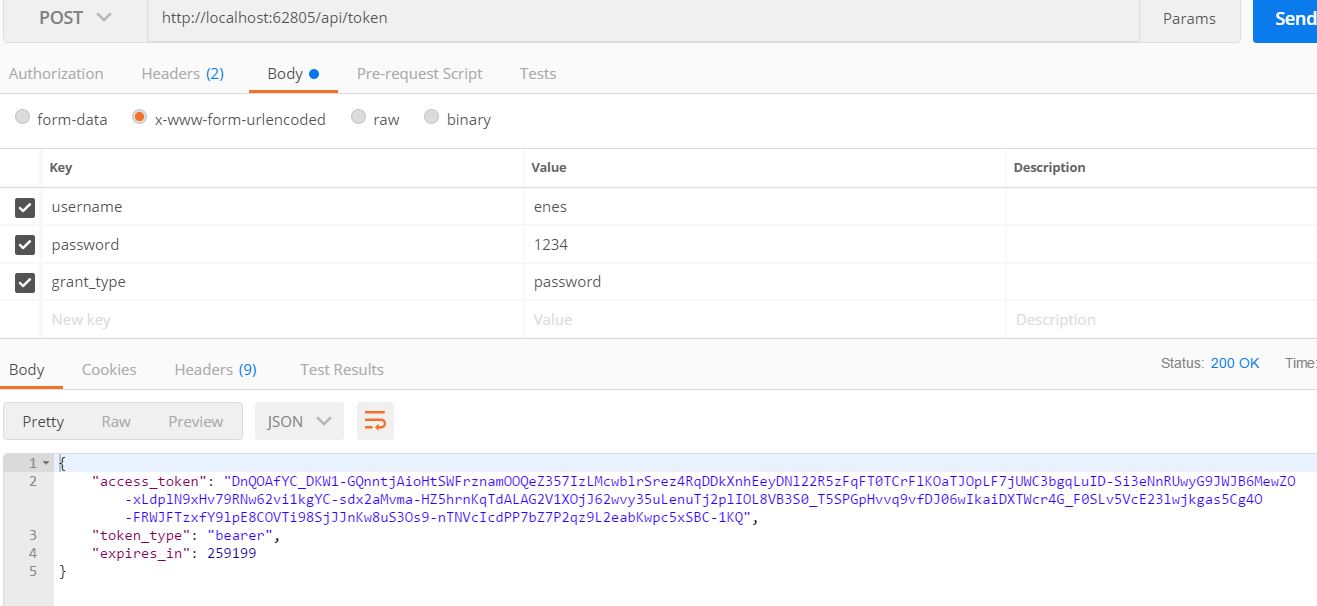 POST http://localhost:62805/api/token Params Send
Authorization Headers (2) Body Pre-request Script Tests
form-data x-www-form-urlencoded raw binary
Key Value Description
username enes
password 1234
grant_type password
New key Value Description
Body Cookies Headers (9) Test Results Status: 200 OK Time:
Pretty Raw Preview JSON
1 {
2 "access_token": "DnQOAfYC_DKW1-GQnntjAioHtSWFrznamOOQeZ357IzLMcwblrSrez4RqDDkXnhEeyDNl22R5zFqFT0TCrFlKOaTJOpLF7jUWC3bgqLuID-Si3eNnRUwyG9JWJB6MewZO
-xLdplN9xHv79RNw62vi1kgYC-sdx2aMvma-HZ5hrnKqTdALAG2V1XOjJ62wvy35uLenuTj2plIOL8VB3S0_T5SPGpHvvq9vfDJ06wIkaiDXTWcr4G_F0SLv5VcE23lwjkgas5Cg4O
-FRWJFTzxfY9lpE8COVTi98SjJJnKw8uS3Os9-nTNVcIcdPP7bZ7P2qz9L2eabKwpc5xSBC-1KQ",
3 "token_type": "bearer",
4 "expires_in": 259199
5 }